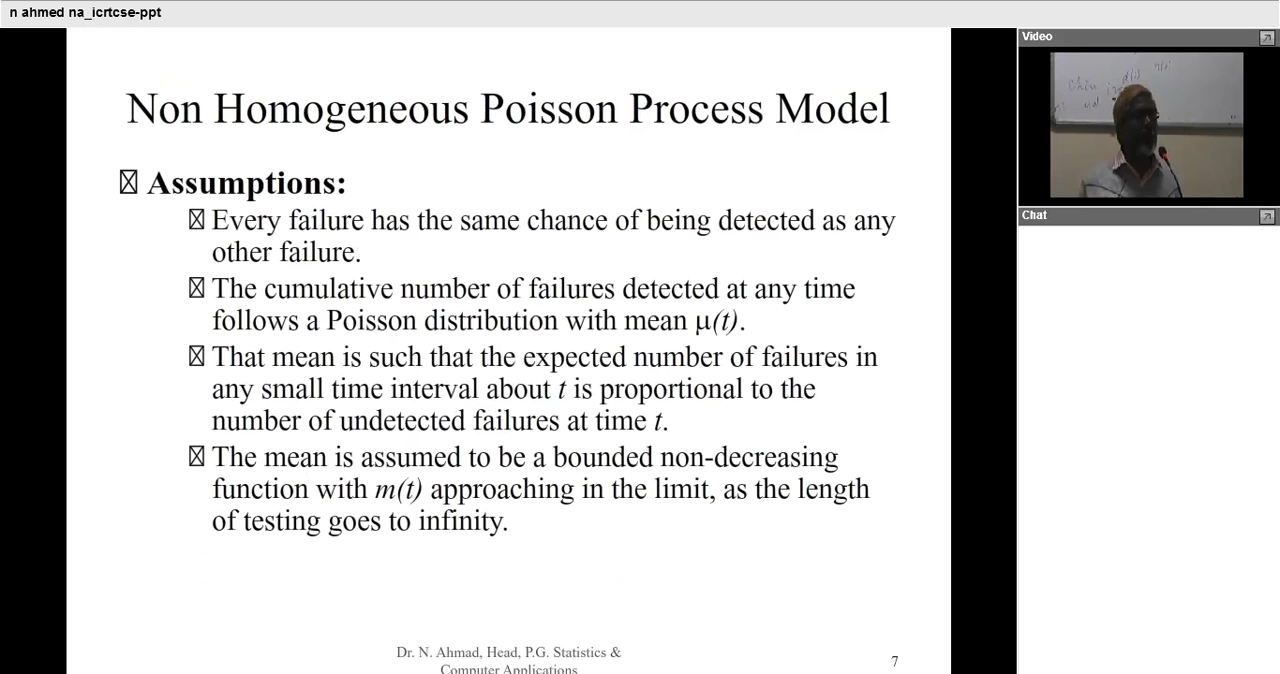 n ahmed na_icrtcse-ppt
Non Homogeneous Poisson Process Model
Assumptions:
Every failure has the same chance of being detected as any
other failure.
The cumulative number of failures detected at any time
follows a Poisson distribution with mean μ(t).
That mean is such that the expected number of failures in
any small time interval about t is proportional to the
number of undetected failures at time t.
The mean is assumed to be a bounded non-decreasing
function with m(t) approaching in the limit, as the length
of testing goes to infinity.
Dr. N. Ahmad, Head, P.G. Statistics &
Computer Applications
7
Video
Chat